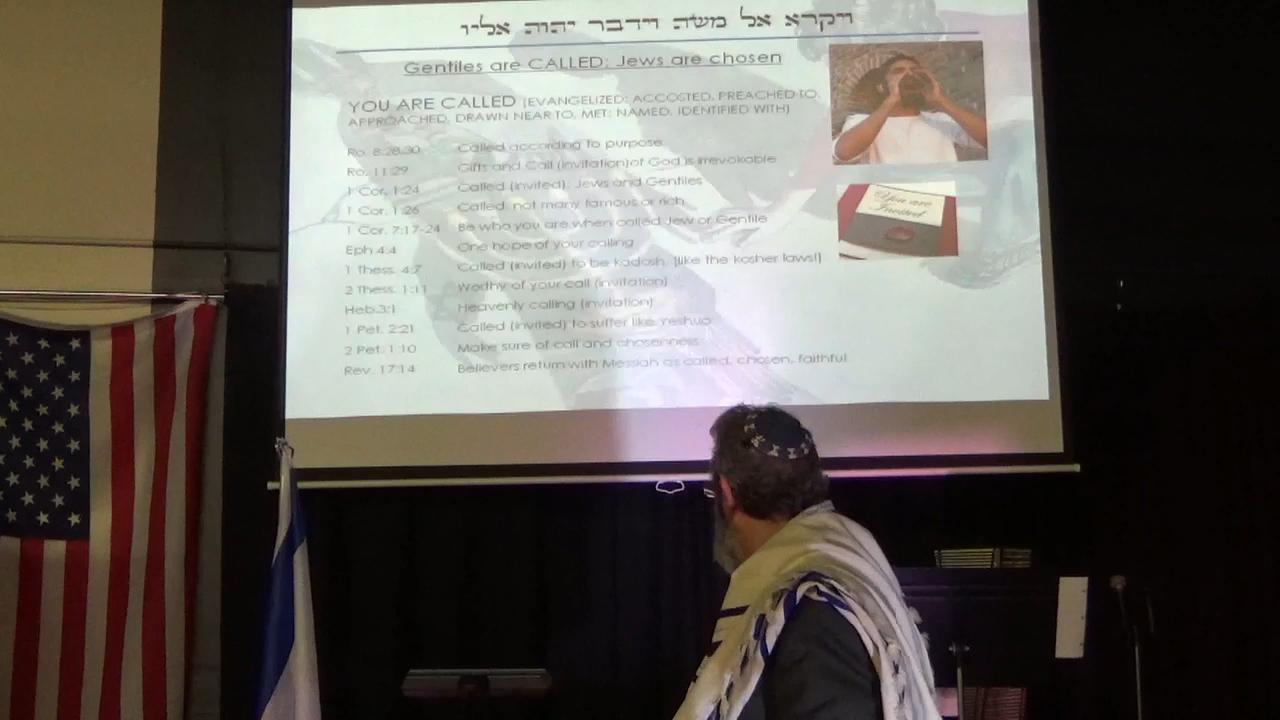 ויקרא אל משה וידבר יהוה אליו
Gentiles are CALLED; Jews are chosen
YOU ARE CALLED [EVANGELIZED; ACCOSTED, PREACHED TO,
APPROACHED, DRAWN NEAR TO, MET; NAMED, IDENTIFIED WITH]
Ro. 8:28,30 Called according to purpose
Ro. 11:29 Gifts and Call (invitation)of God is irrevokable
1 Cor. 1:24 Called (invited); Jews and Gentiles
1 Cor. 1:26 Called, not many famous or rich
1 Cor. 7:17-24 Be who you are when called Jew or Gentile
Eph 4:4 One hope of your calling
1 Thess. 4:7 Called (invited) to be kadosh, [like the kosher laws!]
2 Thess. 1:11 Worthy of your call (invitation)
Heb.3:1 Heavenly calling (invitation)
1 Pet. 2:21 Called (invited) to suffer like Yeshua
2 Pet. 1:10 Make sure of call and chosenness
Rev. 17:14 Believers return with Messiah as called, chosen, faithful
You are
Invited